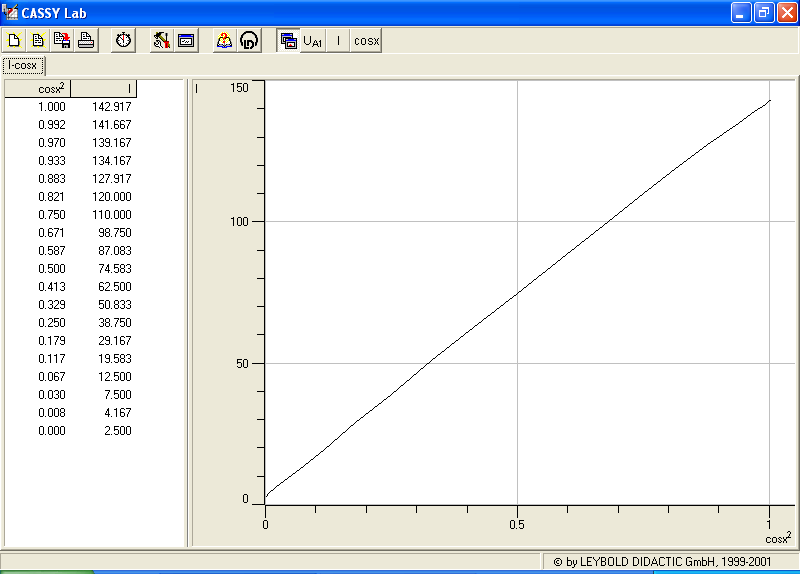 CASSY Lab
U A1 I cosx
I-cosx
cosx² I
1.000 142.917
0.992 141.667
0.970 139.167
0.933 134.167
0.883 127.917
0.821 120.000
0.750 110.000
0.671 98.750
0.587 87.083
0.500 74.583
0.413 62.500
0.329 50.833
0.250 38.750
0.179 29.167
0.117 19.583
0.067 12.500
0.030 7.500
0.008 4.167
0.000 2.500
I 150
100
50
0
0 0.5 1
cosx²
© by LEYBOLD DIDACTIC GmbH, 1999-2001